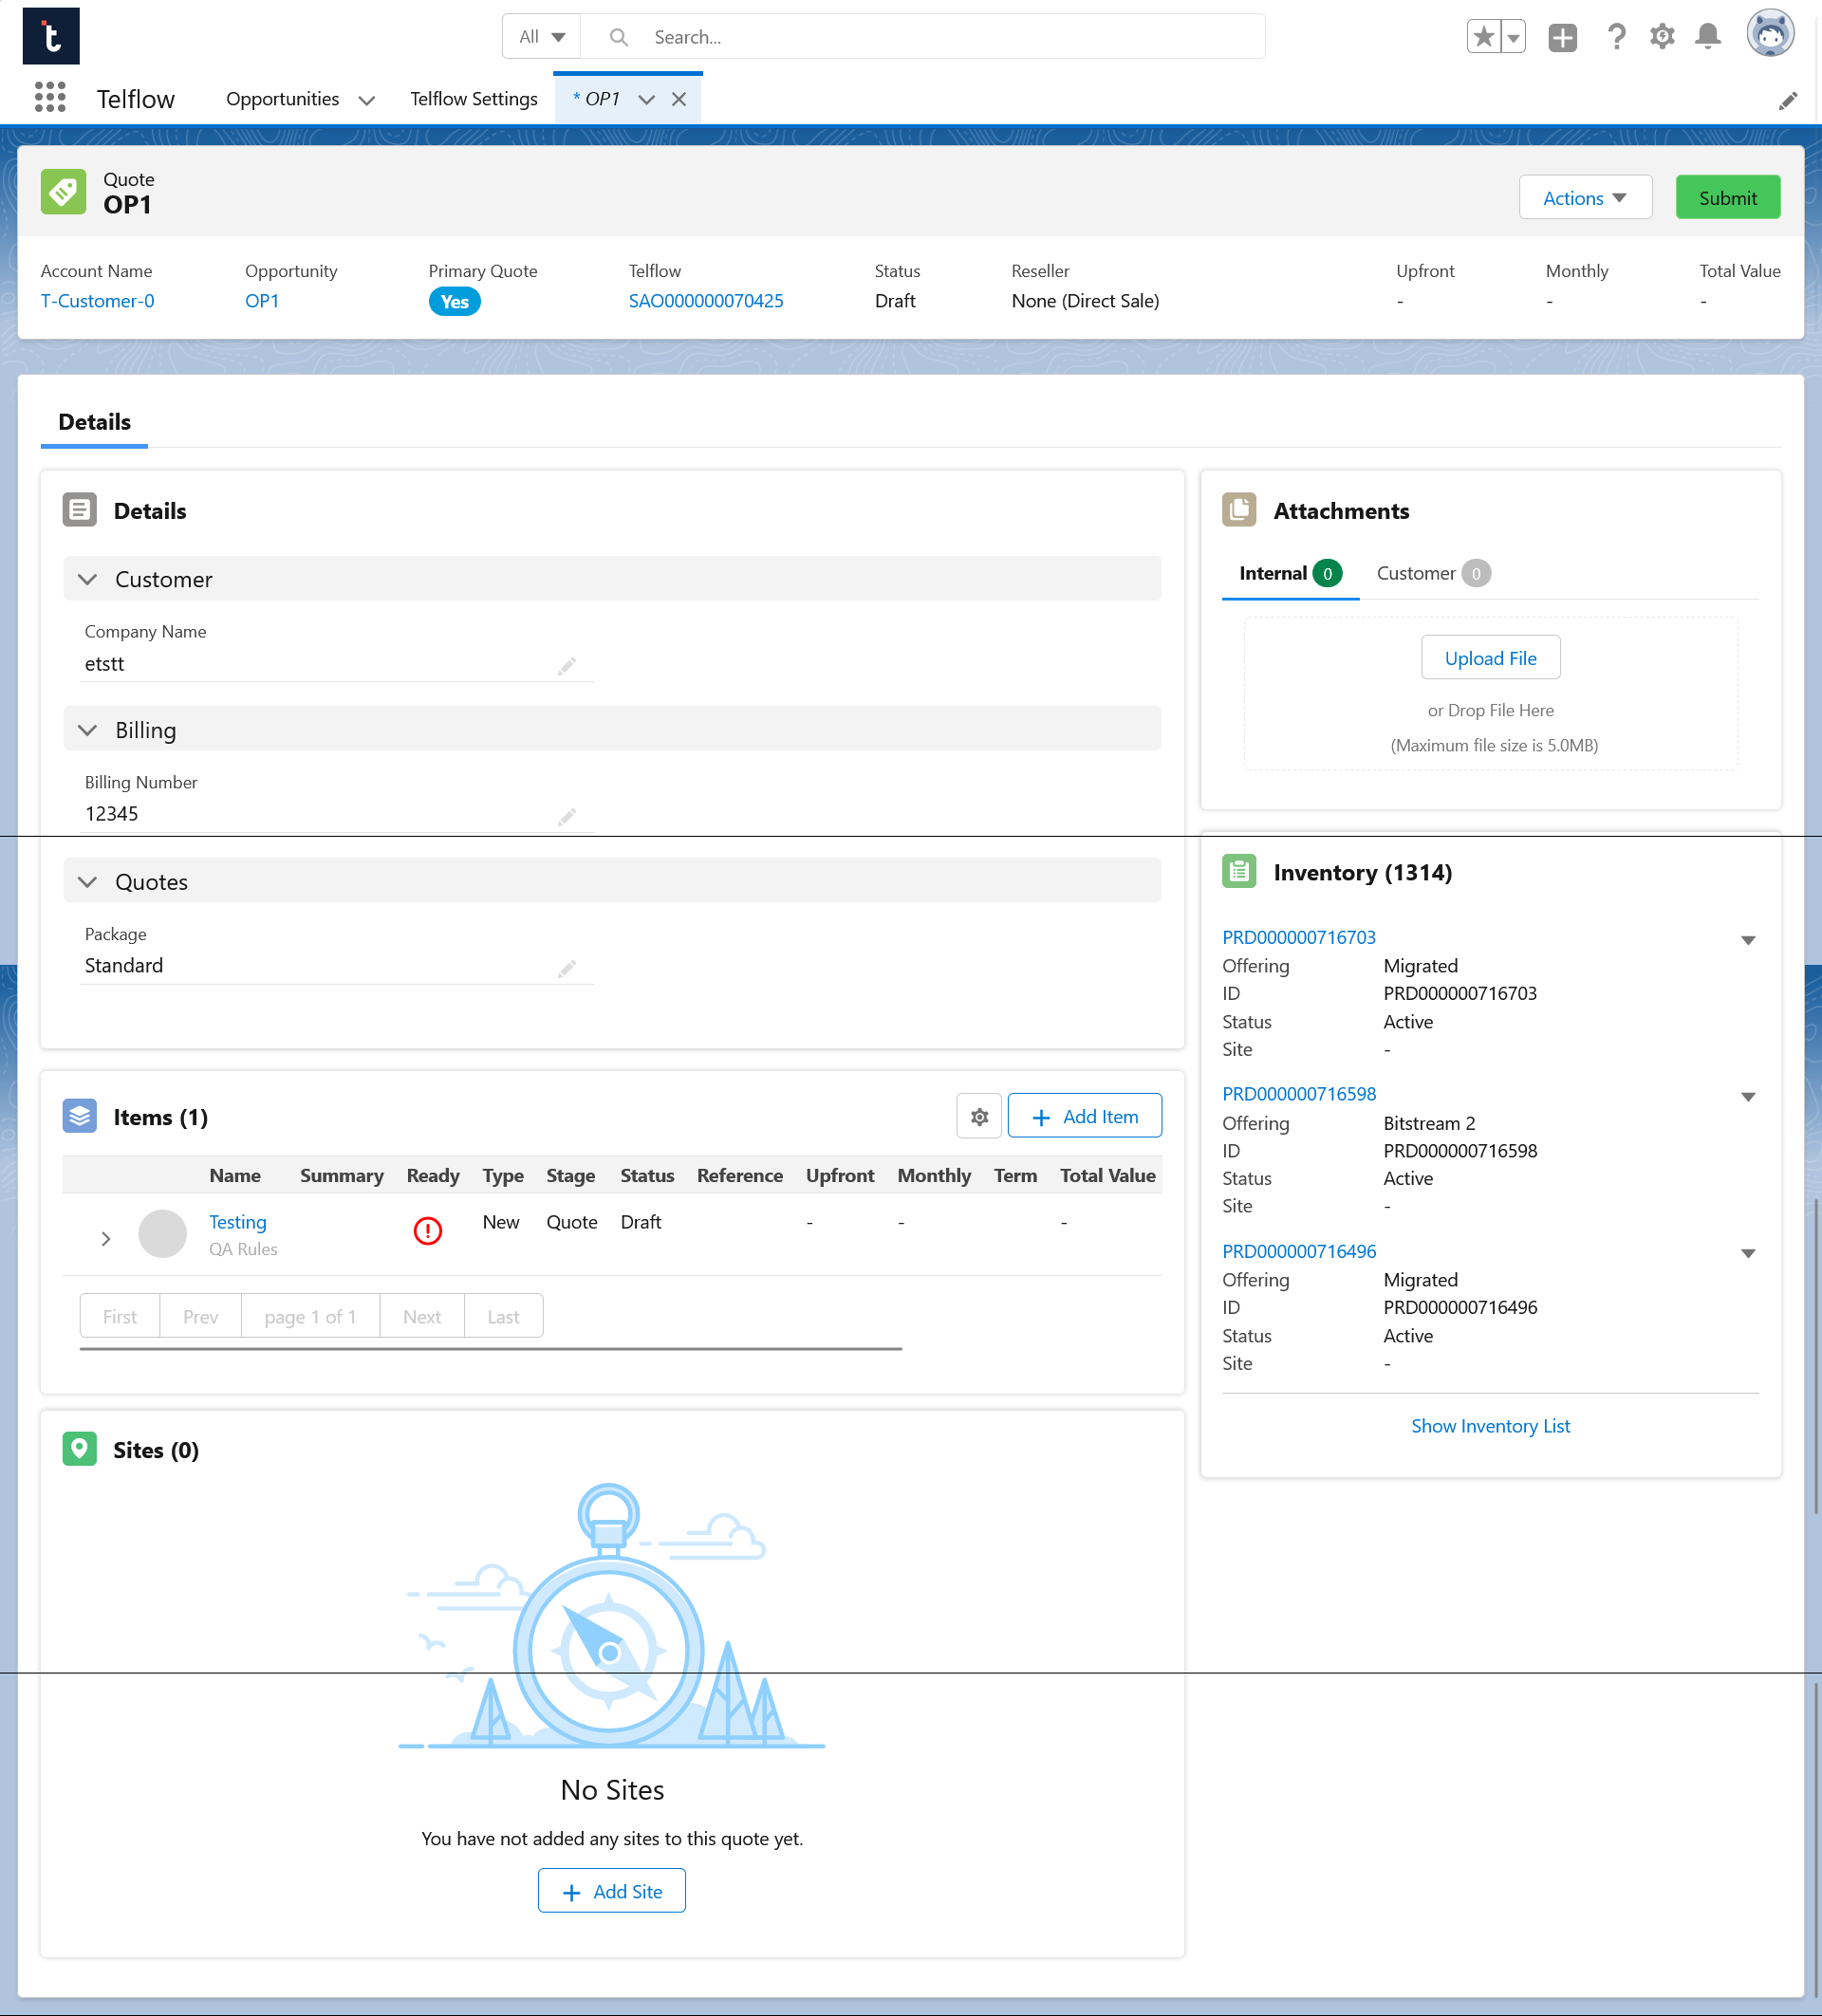 t
All
Search...
Telflow
Opportunities
Telflow Settings
* OP1
Quote
OP1
Actions
Submit
Account Name Opportunity Primary Quote Telflow Status Reseller Upfront Monthly Total Value
T-Customer-0 OP1 Yes SAO000000070425 Draft None (Direct Sale) - - -
Details
Details
Customer
Company Name
etstt
Billing
Billing Number
12345
Quotes
Package
Standard
Attachments
Internal 0 Customer 0
Upload File
or Drop File Here
(Maximum file size is 5.0MB)
Inventory (1314)
PRD000000716703
Offering Migrated
ID PRD000000716703
Status Active
Site -
PRD000000716598
Offering Bitstream 2
ID PRD000000716598
Status Active
Site -
PRD000000716496
Offering Migrated
ID PRD000000716496
Status Active
Site -
Show Inventory List
Items (1)
Add Item
Name Summary Ready Type Stage Status Reference Upfront Monthly Term Total Value
Testing New Quote Draft - - -
QA Rules
First Prev page 1 of 1 Next Last
Sites (0)
No Sites
You have not added any sites to this quote yet.
Add Site